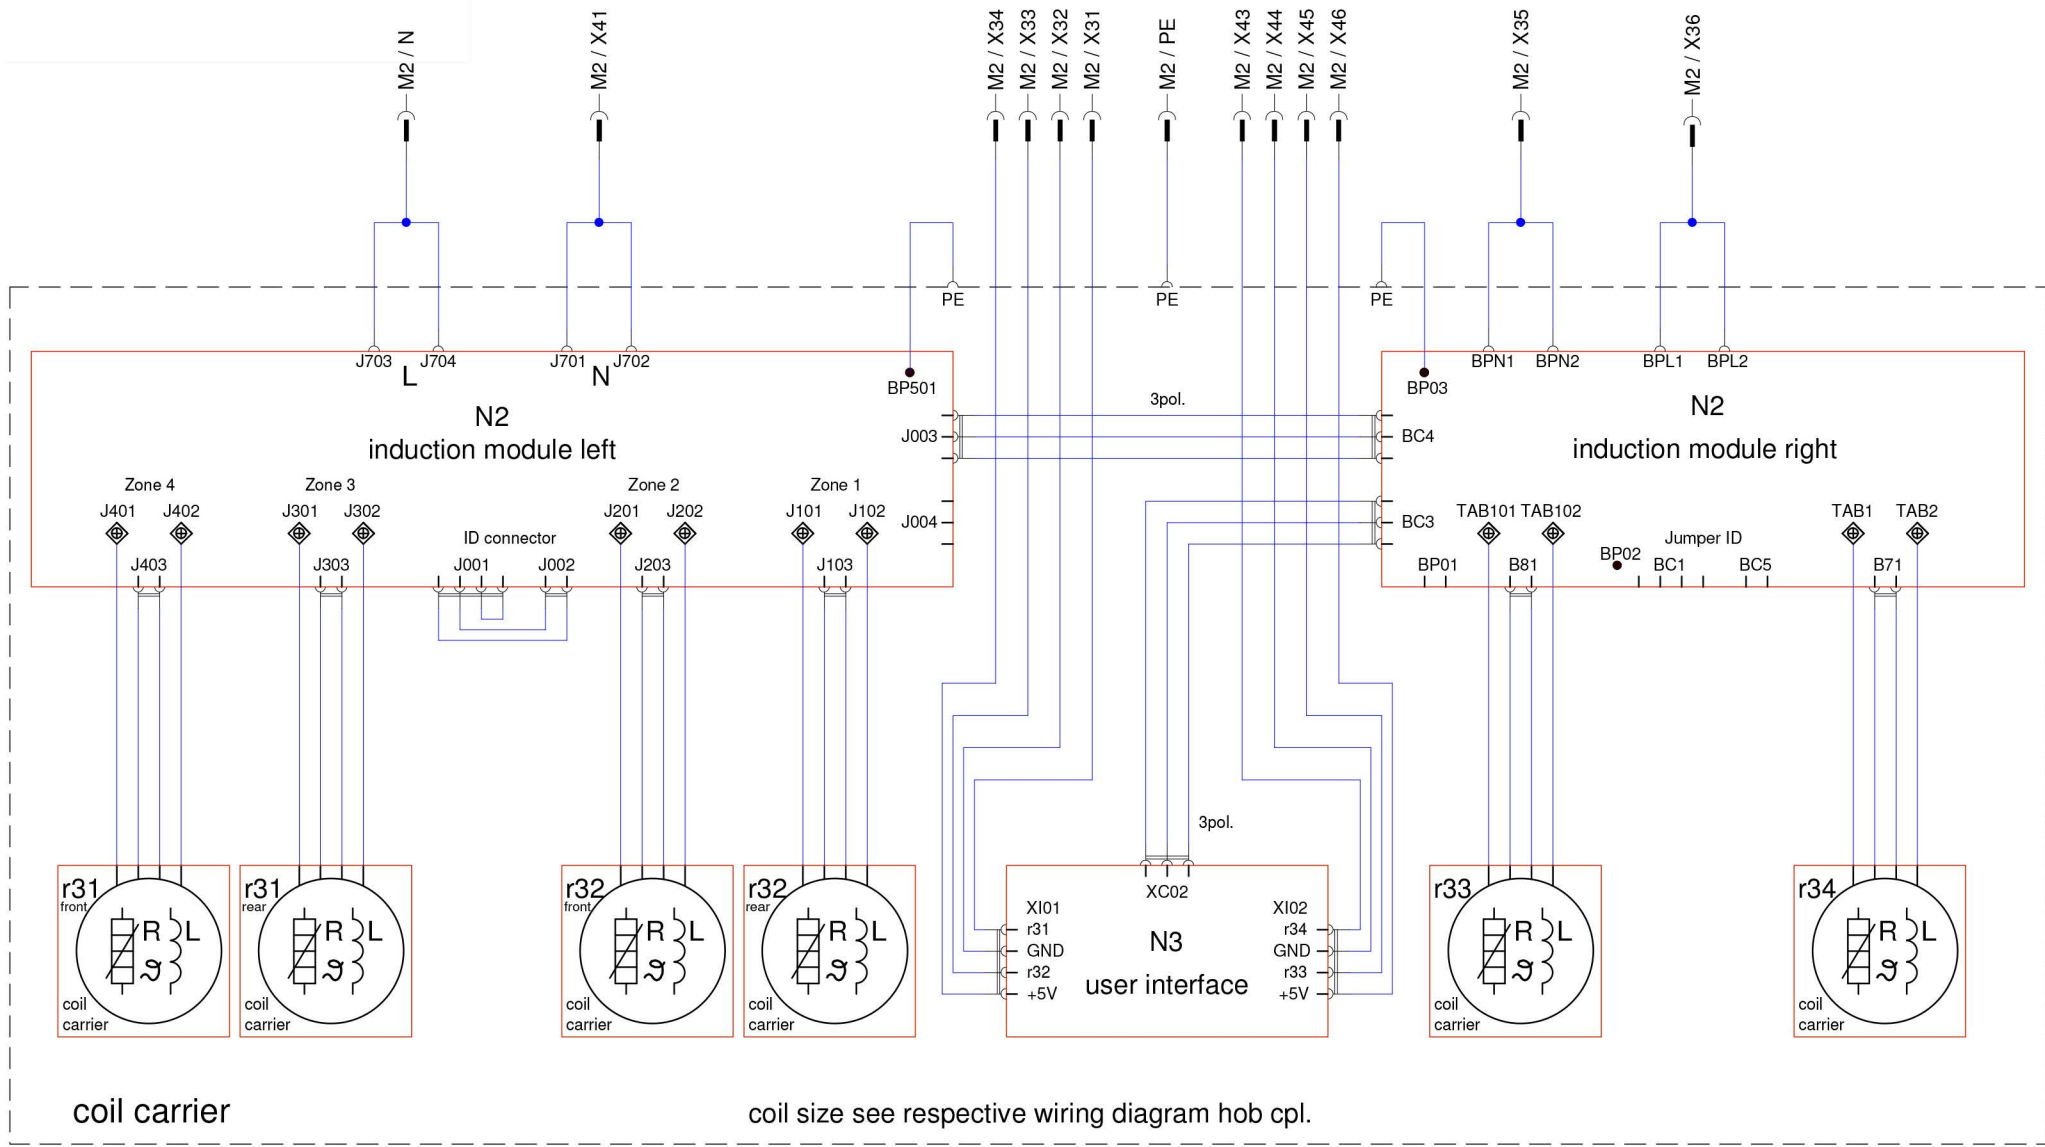 M2 / N
M2 / X41
M2 / X34
M2 / X33
M2 / X32
M2 / X31
M2 / PE
M2 / X43
M2 / X44
M2 / X45
M2 / X46
M2 / X35
M2 / X36
PE
PE
PE
J703 J704
L
J701 J702
N
BP501
N2
induction module left
J003
J004
Zone 4
J401 J402
J403
Zone 3
J301 J302
J303
ID connector
J001 J002
Zone 2
J201 J202
J203
Zone 1
J101 J102
J103
3pol.
BP03
BPN1 BPN2
BPL1 BPL2
N2
induction module right
BC4
BC3
TAB101 TAB102
TAB1 TAB2
Jumper ID
BP02
BP01
B81
BC1
BC5
B71
r31
front
R L
ϑ
coil
carrier
r31
rear
R L
ϑ
coil
carrier
r32
front
R L
ϑ
coil
carrier
r32
rear
R L
ϑ
coil
carrier
3pol.
XC02
XI01
r31
GND
r32
+5V
N3
user interface
XI02
r34
GND
r33
+5V
r33
R L
ϑ
coil
carrier
r34
R L
ϑ
coil
carrier
coil carrier
coil size see respective wiring diagram hob cpl.